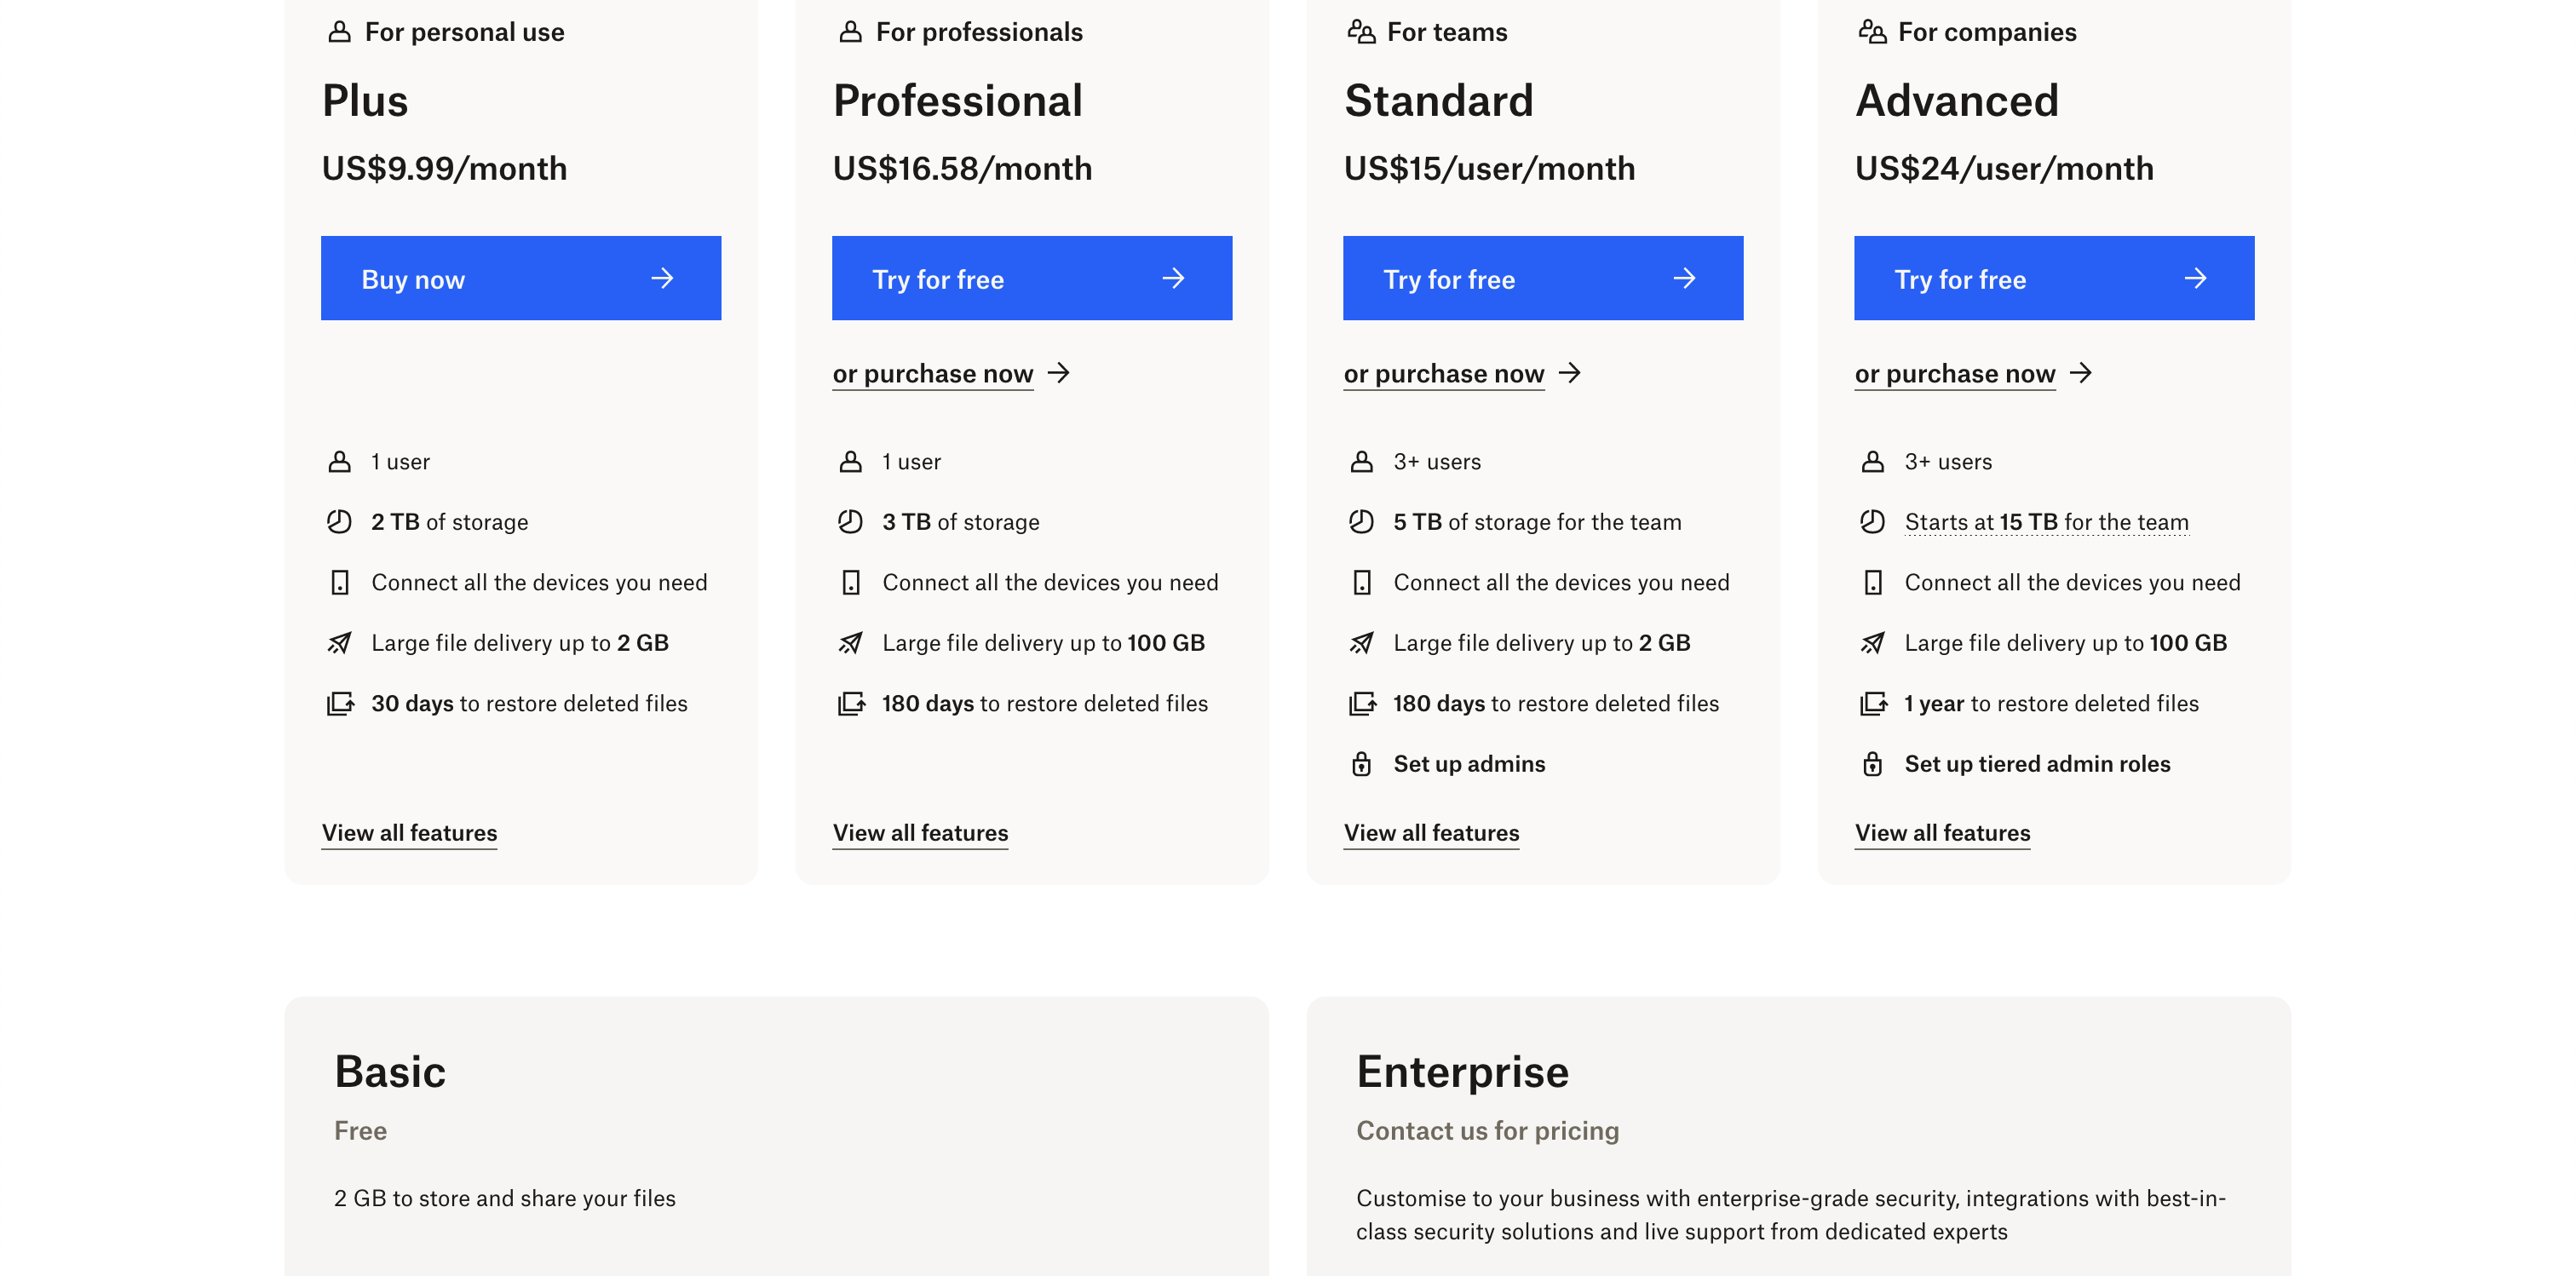 For personal use
Plus
US$9.99/month
Buy now
1 user
2 TB of storage
Connect all the devices you need
Large file delivery up to 2 GB
30 days to restore deleted files
View all features
For professionals
Professional
US$16.58/month
Try for free
or purchase now
1 user
3 TB of storage
Connect all the devices you need
Large file delivery up to 100 GB
180 days to restore deleted files
View all features
For teams
Standard
US$15/user/month
Try for free
or purchase now
3+ users
5 TB of storage for the team
Connect all the devices you need
Large file delivery up to 2 GB
180 days to restore deleted files
Set up admins
View all features
For companies
Advanced
US$24/user/month
Try for free
or purchase now
3+ users
Starts at 15 TB for the team
Connect all the devices you need
Large file delivery up to 100 GB
1 year to restore deleted files
Set up tiered admin roles
View all features
Basic
Free
2 GB to store and share your files
Enterprise
Contact us for pricing
Customise to your business with enterprise-grade security, integrations with best-in-
class security solutions and live support from dedicated experts